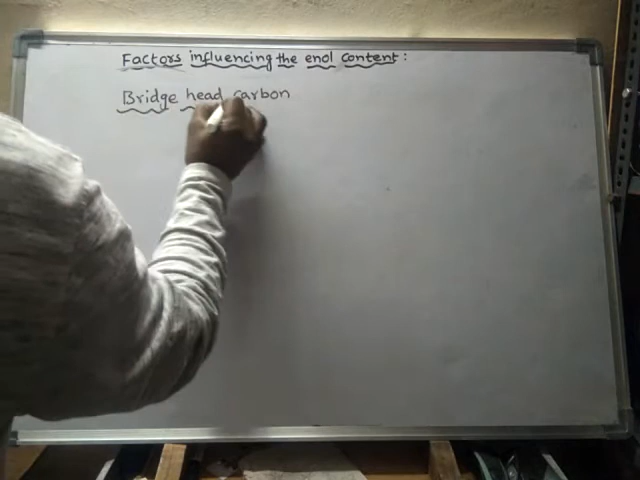 Factors influencing the enol content :
Bridge head carbon